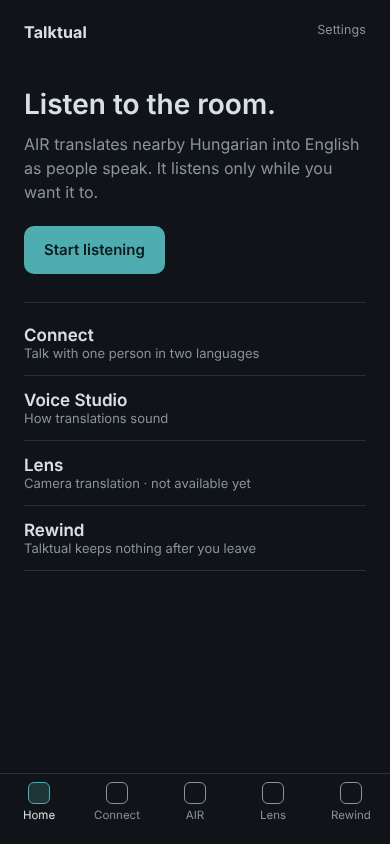 Talktual
Settings
Listen to the room.
AIR translates nearby Hungarian into English
as people speak. It listens only while you
want it to.
Start listening
Connect
Talk with one person in two languages
Voice Studio
How translations sound
Lens
Camera translation · not available yet
Rewind
Talktual keeps nothing after you leave
Home
Connect
AIR
Lens
Rewind